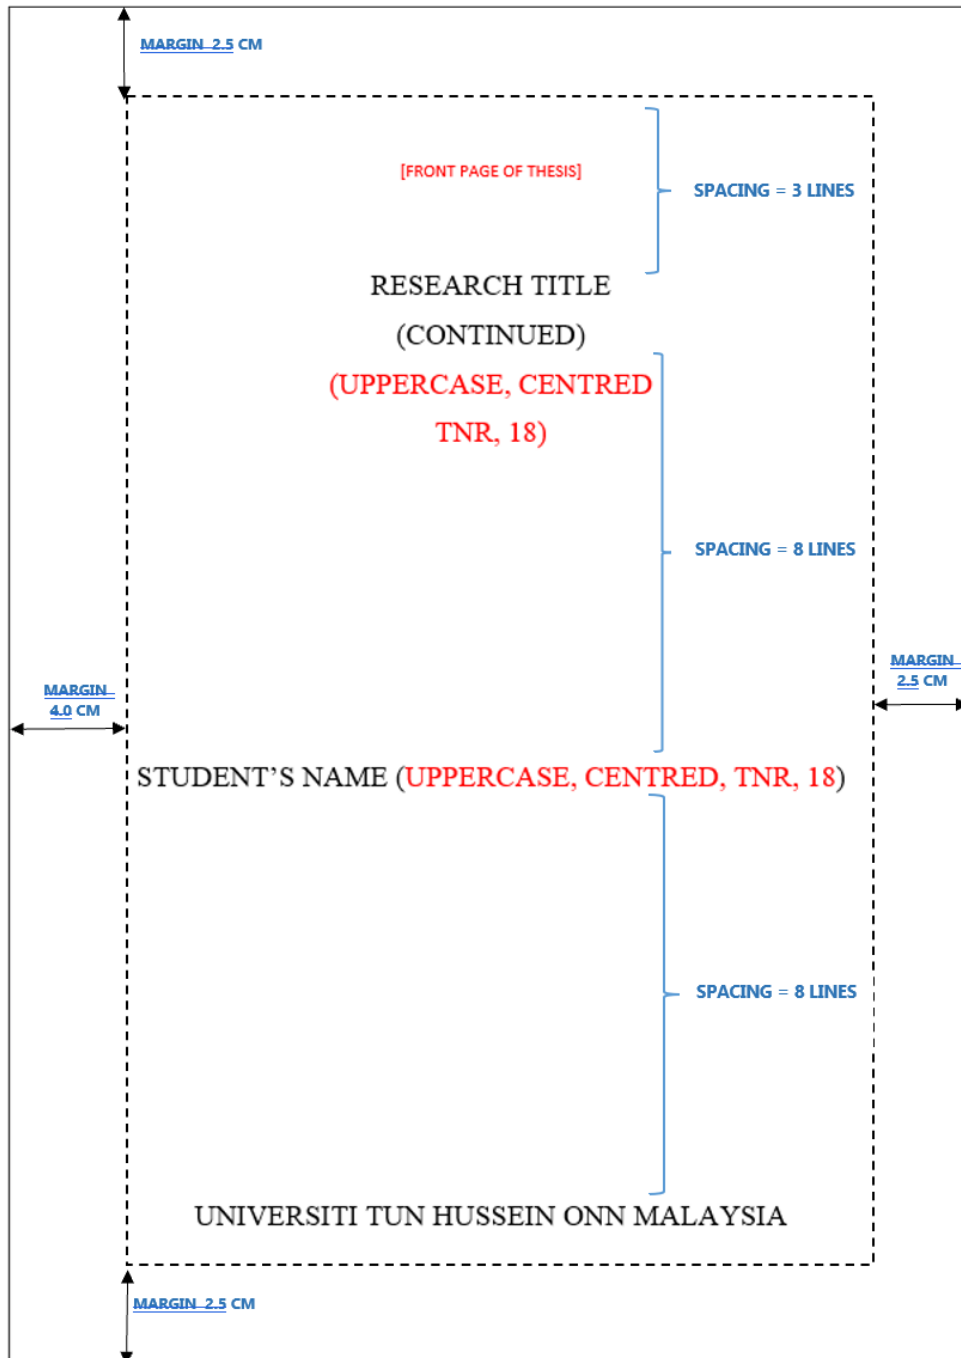 MARGIN 2.5 CM
[FRONT PAGE OF THESIS]
SPACING = 3 LINES
RESEARCH TITLE
(CONTINUED)
(UPPERCASE, CENTRED
TNR, 18)
SPACING = 8 LINES
MARGIN
2.5 CM
MARGIN
4.0 CM
STUDENT’S NAME (UPPERCASE, CENTRED, TNR, 18)
SPACING = 8 LINES
UNIVERSITI TUN HUSSEIN ONN MALAYSIA
MARGIN 2.5 CM